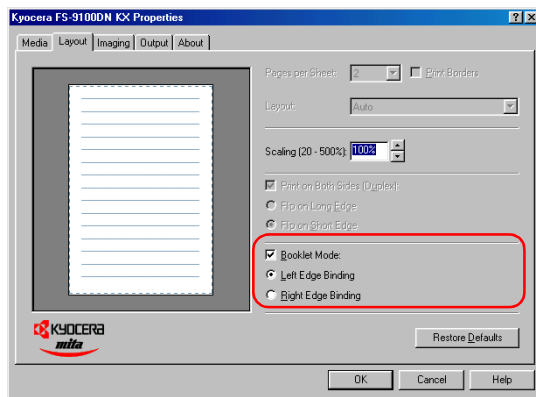 Kyocera FS-9100DN KX Properties
Media Layout Imaging Output About
Pages per Sheet: 2 Print Borders
Layout: Auto
Scaling (20 - 500%): 100%
Print on Both Sides (Duplex):
Flip on Long Edge
Flip on Short Edge
Booklet Mode:
Left Edge Binding
Right Edge Binding
KYOCERA
mita
Restore Defaults
OK Cancel Help